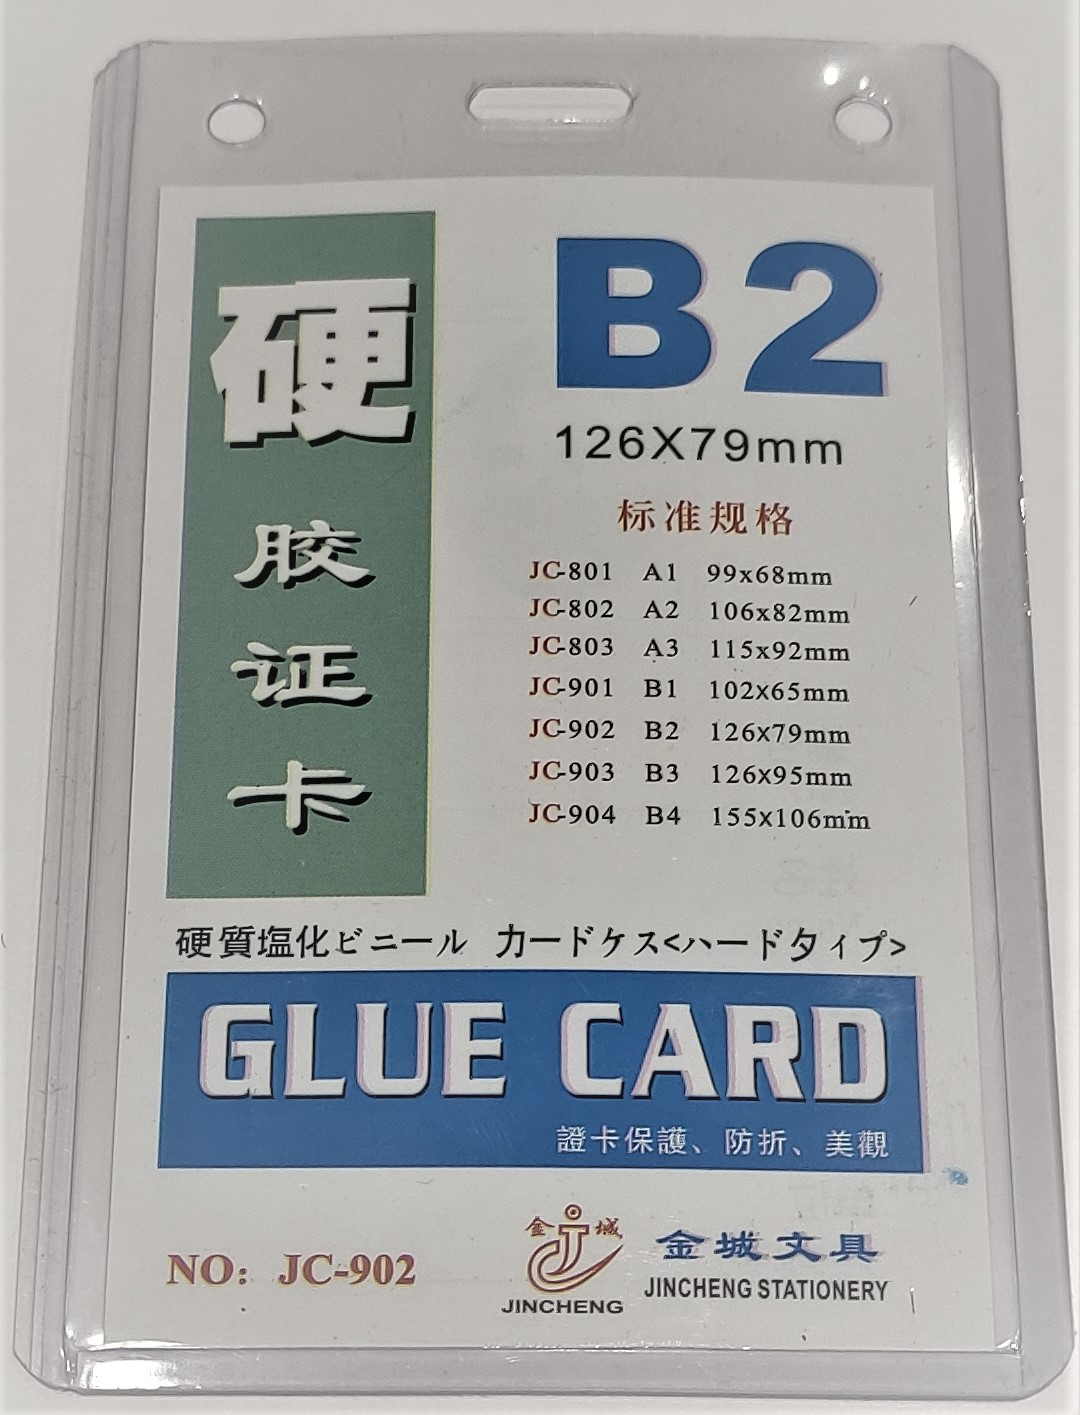 硬
胶
证
卡
B2
126X79mm
标准规格
JC-801 A1 99x68mm
JC-802 A2 106x82mm
JC-803 A3 115x92mm
JC-901 B1 102x65mm
JC-902 B2 126x79mm
JC-903 B3 126x95mm
JC-904 B4 155x106mm
硬質塩化ビニール カードケス<ハードタイプ>
GLUE CARD
證卡保護、防折、美觀
NO: JC-902
金城
JINCHENG
金城文具
JINCHENG STATIONERY